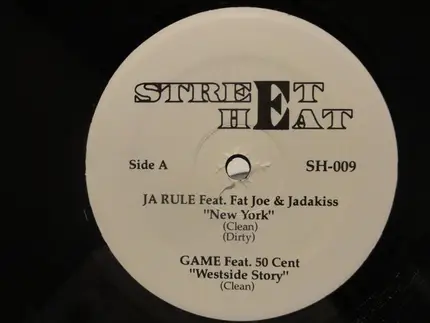 STREET
HEAT
Side A SH-009
JA RULE Feat. Fat Joe & Jadakiss
"New York"
(Clean)
(Dirty)
GAME Feat. 50 Cent
"Westside Story"
(Clean)